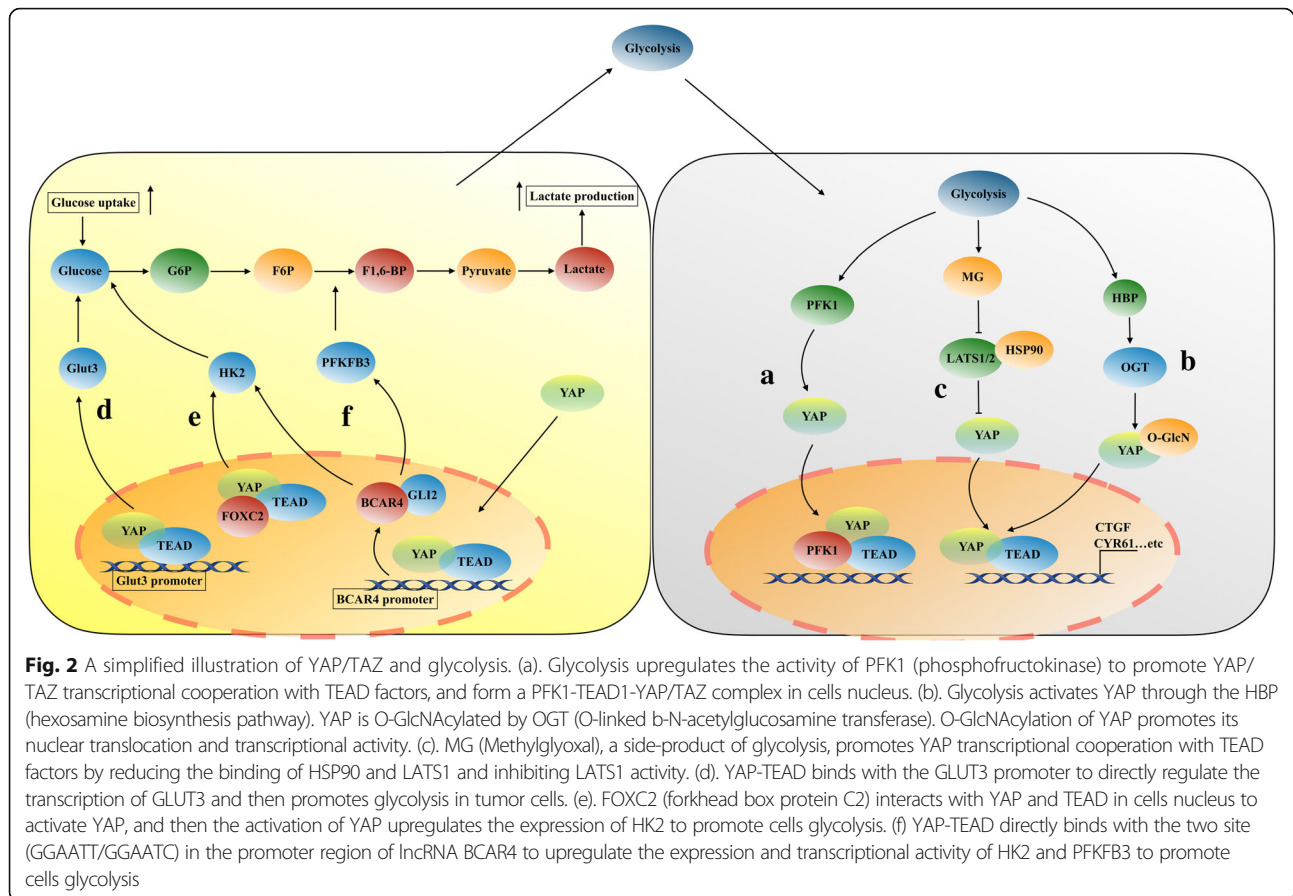 Glycolysis
Glucose uptake
Lactate production
Glucose
G6P
F6P
F1,6-BP
Pyruvate
Lactate
Glut3
HK2
PFKFB3
YAP
d
e
f
YAP
TEAD
FOXC2
BCAR4
GLI2
YAP
TEAD
Glut3 promoter
YAP
TEAD
BCAR4 promoter
Glycolysis
PFK1
MG
HBP
LATS1/2
HSP90
OGT
a
c
b
YAP
YAP
YAP
O-GlcN
YAP
PFK1
TEAD
YAP
TEAD
CTGF
CYR61...etc
Fig. 2 A simplified illustration of YAP/TAZ and glycolysis. (a). Glycolysis upregulates the activity of PFK1 (phosphofructokinase) to promote YAP/
TAZ transcriptional cooperation with TEAD factors, and form a PFK1-TEAD1-YAP/TAZ complex in cells nucleus. (b). Glycolysis activates YAP through the HBP
(hexosamine biosynthesis pathway). YAP is O-GlcNAcylated by OGT (O-linked b-N-acetylglucosamine transferase). O-GlcNAcylation of YAP promotes its
nuclear translocation and transcriptional activity. (c). MG (Methylglyoxal), a side-product of glycolysis, promotes YAP transcriptional cooperation with TEAD
factors by reducing the binding of HSP90 and LATS1 and inhibiting LATS1 activity. (d). YAP-TEAD binds with the GLUT3 promoter to directly regulate the
transcription of GLUT3 and then promotes glycolysis in tumor cells. (e). FOXC2 (forkhead box protein C2) interacts with YAP and TEAD in cells nucleus to
activate YAP, and then the activation of YAP upregulates the expression of HK2 to promote cells glycolysis. (f) YAP-TEAD directly binds with the two site
(GGAATT/GGAATC) in the promoter region of lncRNA BCAR4 to upregulate the expression and transcriptional activity of HK2 and PFKFB3 to promote
cells glycolysis